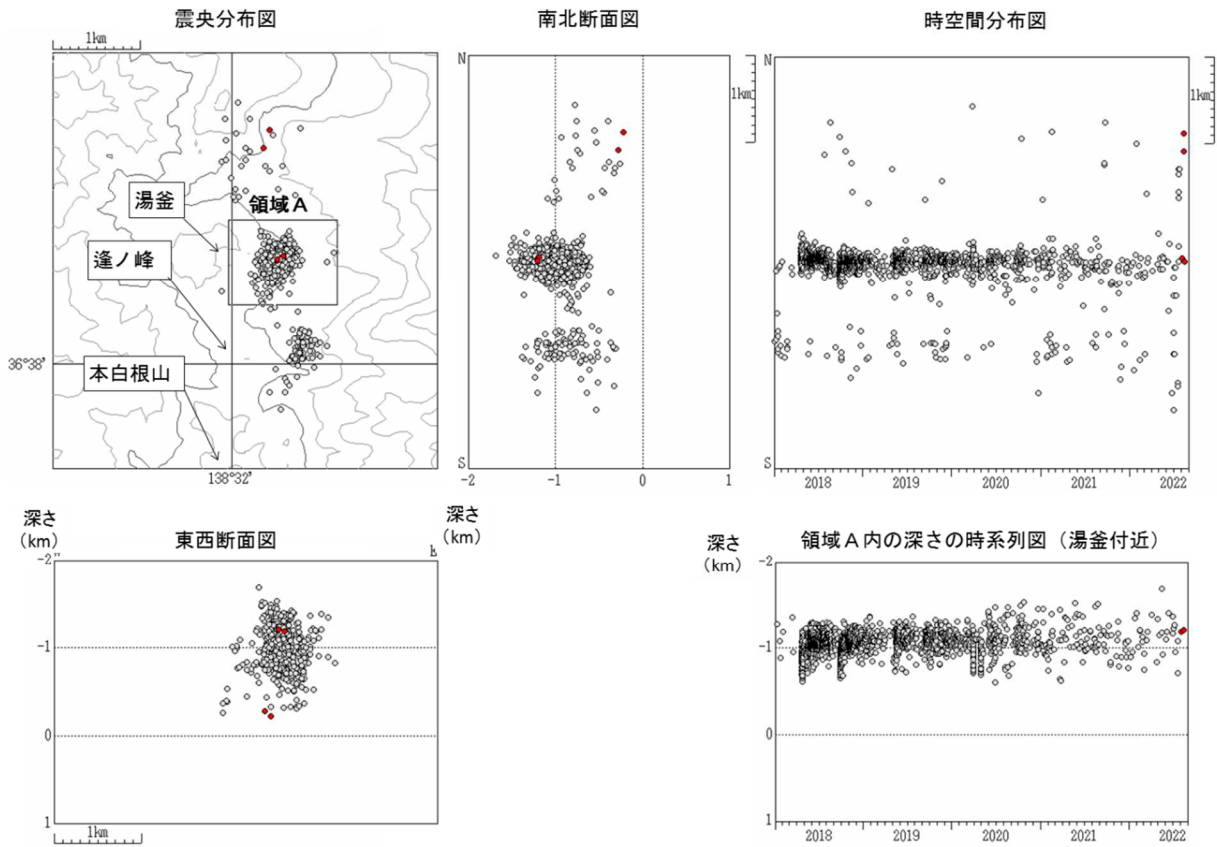 震央分布図
1km
湯釜
領域A
逢ノ峰
36°38′
本白根山
138°32′
南北断面図
N
1km
S
-2
-1
0
1
深さ
（km）
時空間分布図
N
1km
S
2018
2019
2020
2021
2022
深さ
（km）
東西断面図
-2
E
-1
0
1
1km
深さ
（km）
領域A内の深さの時系列図（湯釜付近）
-2
-1
0
1
2018
2019
2020
2021
2022